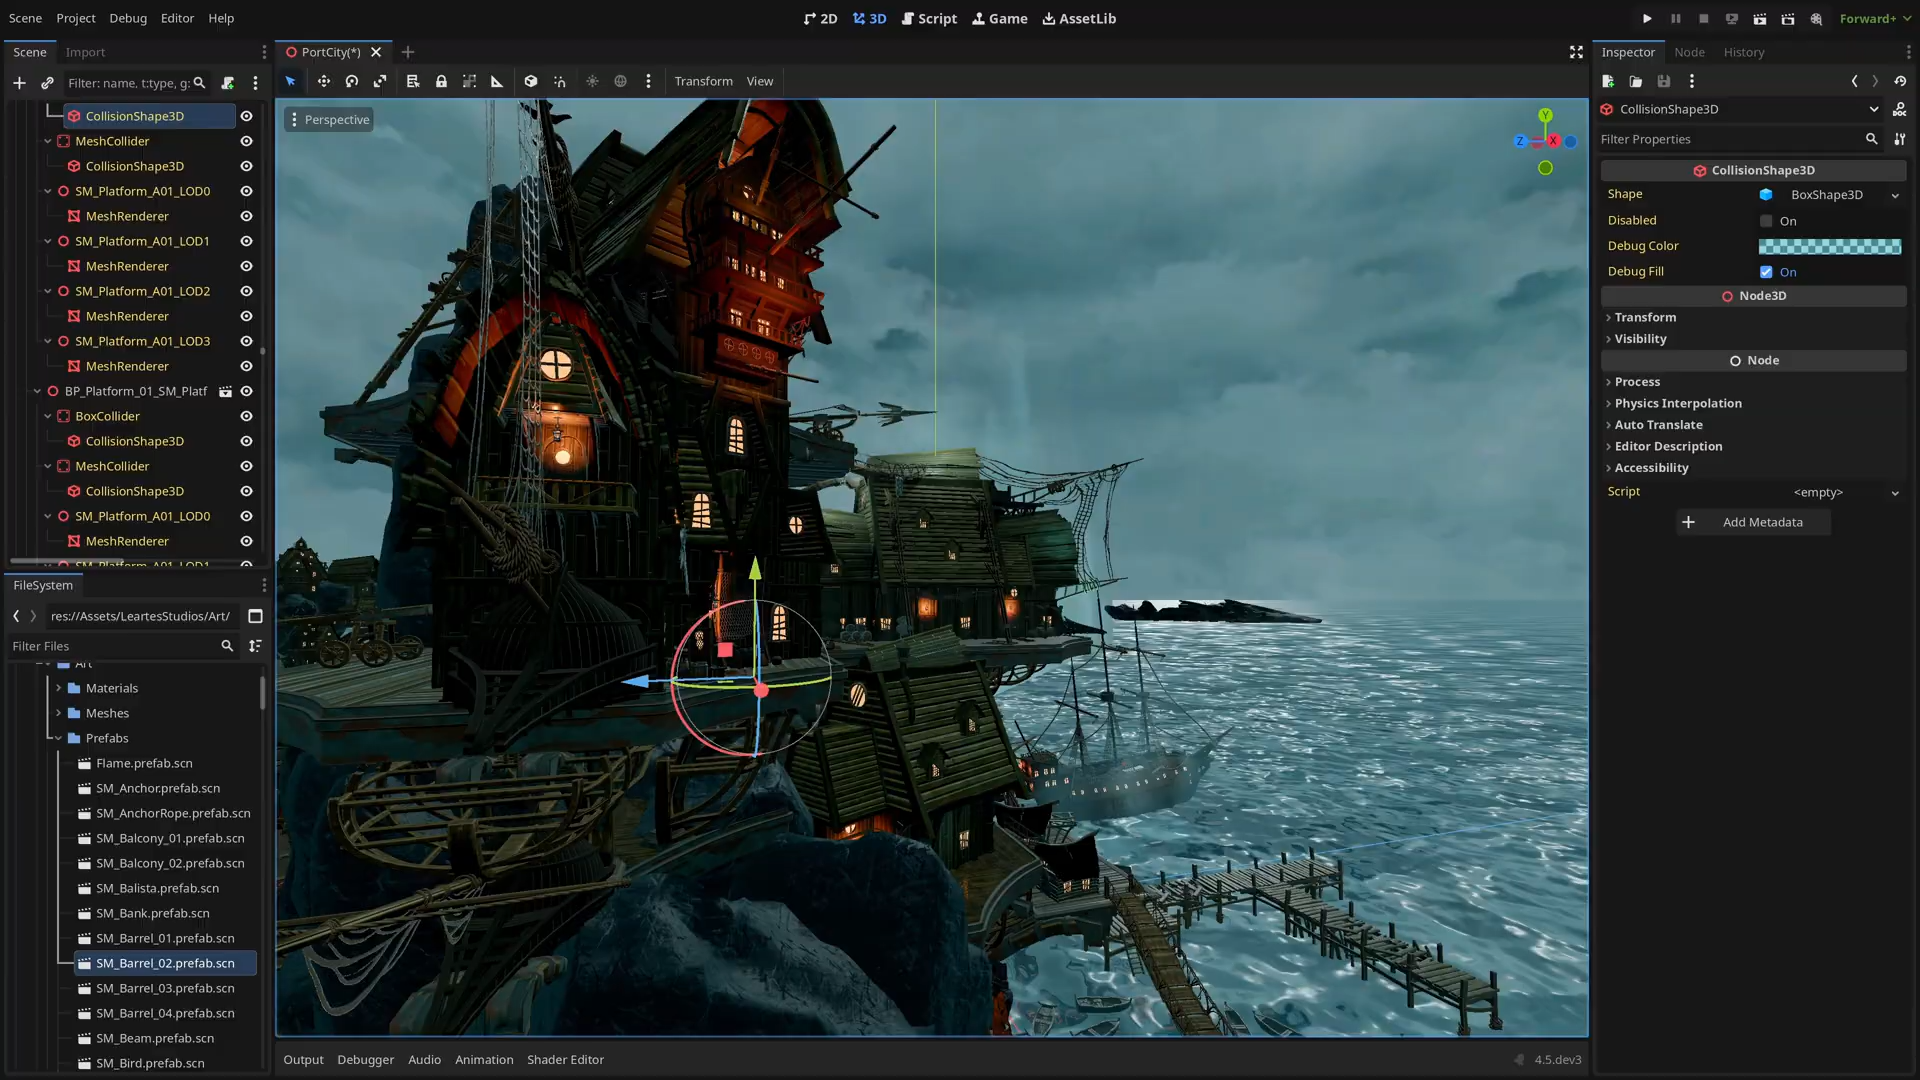 Scene Project Debug Editor Help
2D 3D Script Game AssetLib
Forward+
Scene Import
PortCity(*)
Inspector Node History
Filter: name, t:type, g:
Transform View
CollisionShape3D
MeshCollider
CollisionShape3D
SM_Platform_A01_LOD0
MeshRenderer
SM_Platform_A01_LOD1
MeshRenderer
SM_Platform_A01_LOD2
MeshRenderer
SM_Platform_A01_LOD3
MeshRenderer
BP_Platform_01_SM_Platf
BoxCollider
CollisionShape3D
MeshCollider
CollisionShape3D
SM_Platform_A01_LOD0
MeshRenderer
SM_Platform_A01_LOD1
FileSystem
res://Assets/LeartesStudios/Art/
Filter Files
Art
Materials
Meshes
Prefabs
Flame.prefab.scn
SM_Anchor.prefab.scn
SM_AnchorRope.prefab.scn
SM_Balcony_01.prefab.scn
SM_Balcony_02.prefab.scn
SM_Balista.prefab.scn
SM_Bank.prefab.scn
SM_Barrel_01.prefab.scn
SM_Barrel_02.prefab.scn
SM_Barrel_03.prefab.scn
SM_Barrel_04.prefab.scn
SM_Beam.prefab.scn
SM_Bird.prefab.scn
Perspective
Y
Z
X
Output Debugger Audio Animation Shader Editor
4.5.dev3
CollisionShape3D
Filter Properties
CollisionShape3D
Shape BoxShape3D
Disabled On
Debug Color
Debug Fill On
Node3D
Transform
Visibility
Node
Process
Physics Interpolation
Auto Translate
Editor Description
Accessibility
Script <empty>
Add Metadata